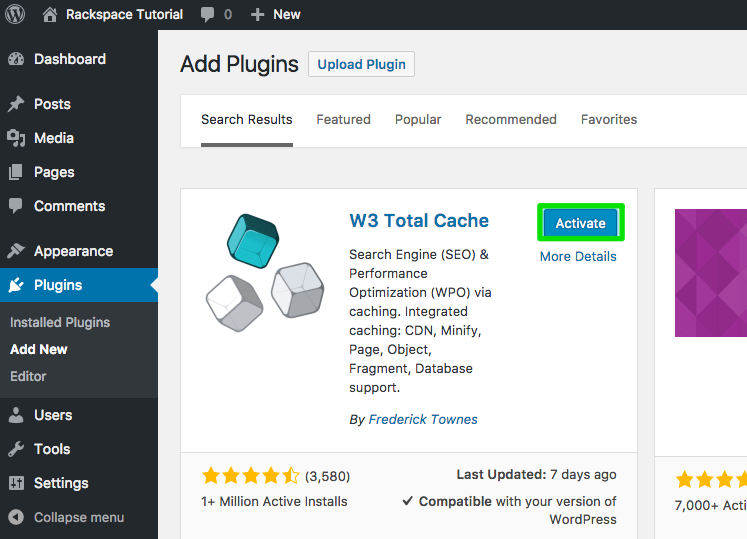 Rackspace Tutorial 0 New
Dashboard
Posts
Media
Pages
Comments
Appearance
Plugins
Installed Plugins
Add New
Editor
Users
Tools
Settings
Collapse menu
Add Plugins Upload Plugin
Search Results Featured Popular Recommended Favorites
W3 Total Cache
Activate
More Details
Search Engine (SEO) &
Performance
Optimization (WPO) via
caching. Integrated
caching: CDN, Minify,
Page, Object,
Fragment, Database
support.
By Frederick Townes
(3,580)
1+ Million Active Installs
Last Updated: 7 days ago
Compatible with your version of
WordPress
7,000+ Acti